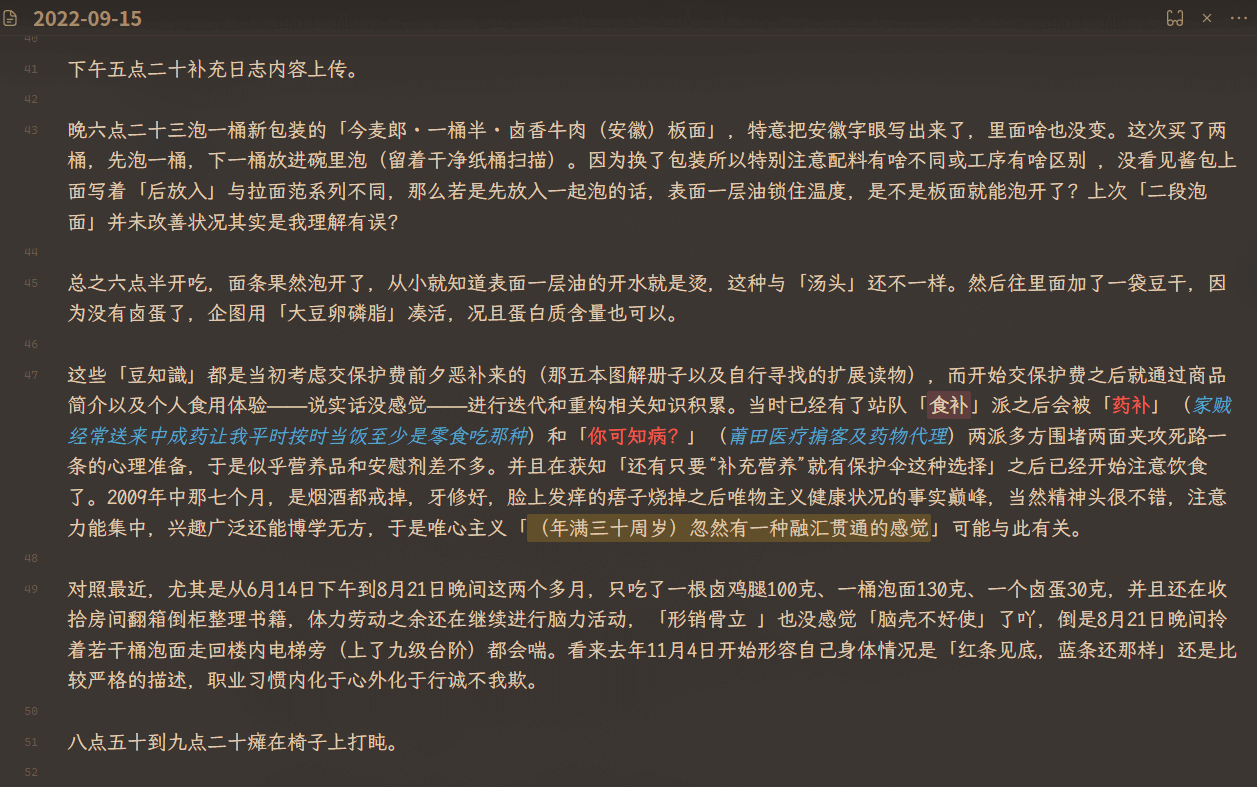 2022-09-15
40
41 下午五点二十补充日志内容上传。
42
43 晚六点二十三泡一桶新包装的「今麦郎・一桶半・卤香牛肉（安徽）板面」，特意把安徽字眼写出来了，里面啥也没变。这次买了两
桶，先泡一桶，下一桶放进碗里泡（留着干净纸桶扫描）。因为换了包装所以特别注意配料有啥不同或工序有啥区别 ，没看见酱包上
面写着「后放入」与拉面范系列不同，那么若是先放入一起泡的话，表面一层油锁住温度，是不是板面就能泡开了？上次「二段泡
面」并未改善状况其实是我理解有误？
44
45 总之六点半开吃，面条果然泡开了，从小就知道表面一层油的开水就是烫，这种与「汤头」还不一样。然后往里面加了一袋豆干，因
为没有卤蛋了，企图用「大豆卵磷脂」凑活，况且蛋白质含量也可以。
46
47 这些「豆知識」都是当初考虑交保护费前夕恶补来的（那五本图解册子以及自行寻找的扩展读物），而开始交保护费之后就通过商品
简介以及个人食用体验——说实话没感觉——进行迭代和重构相关知识积累。当时已经有了站队「食补」派之后会被「药补」（家贼
经常送来中成药让我平时按时当饭至少是零食吃那种）和「你可知病？」（莆田医疗掮客及药物代理）两派多方围堵两面夹攻死路一
条的心理准备，于是似乎营养品和安慰剂差不多。并且在获知「还有只要“补充营养”就有保护伞这种选择」之后已经开始注意饮食
了。2009年中那七个月，是烟酒都戒掉，牙修好，脸上发痒的瘩子烧掉之后唯物主义健康状况的事实巅峰，当然精神头很不错，注意
力能集中，兴趣广泛还能博学无方，于是唯心主义「（年满三十周岁）忽然有一种融汇贯通的感觉」可能与此有关。
48
49 对照最近，尤其是从6月14日下午到8月21日晚间这两个多月，只吃了一根卤鸡腿100克、一桶泡面130克、一个卤蛋30克，并且还在收
拾房间翻箱倒柜整理书籍，体力劳动之余还在继续进行脑力活动，「形销骨立 」也没感觉「脑壳不好使」了吖，倒是8月21日晚间拎
着若干桶泡面走回楼内电梯旁（上了九级台阶）都会喘。看来去年11月4日开始形容自己身体情况是「红条见底，蓝条还那样」还是比
较严格的描述，职业习惯内化于心外化于行诚不我欺。
50
51 八点五十到九点二十瘫在椅子上打盹。
52